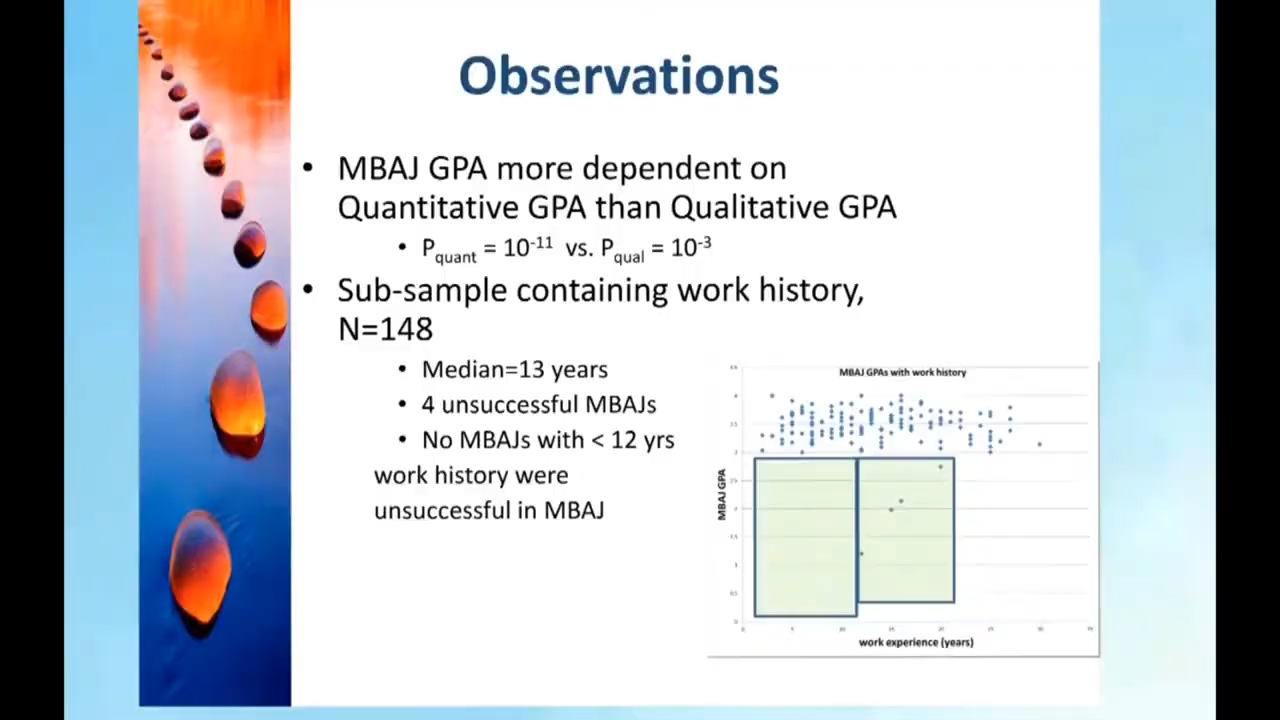 Observations
• MBAJ GPA more dependent on
Quantitative GPA than Qualitative GPA
• Pquant = 10-11 vs. Pqual = 10-3
• Sub-sample containing work history,
N=148
• Median=13 years
• 4 unsuccessful MBAJs
• No MBAJs with < 12 yrs
work history were
unsuccessful in MBAJ
MBAJ GPAs with work history
MBAJ GPA
work experience (years)